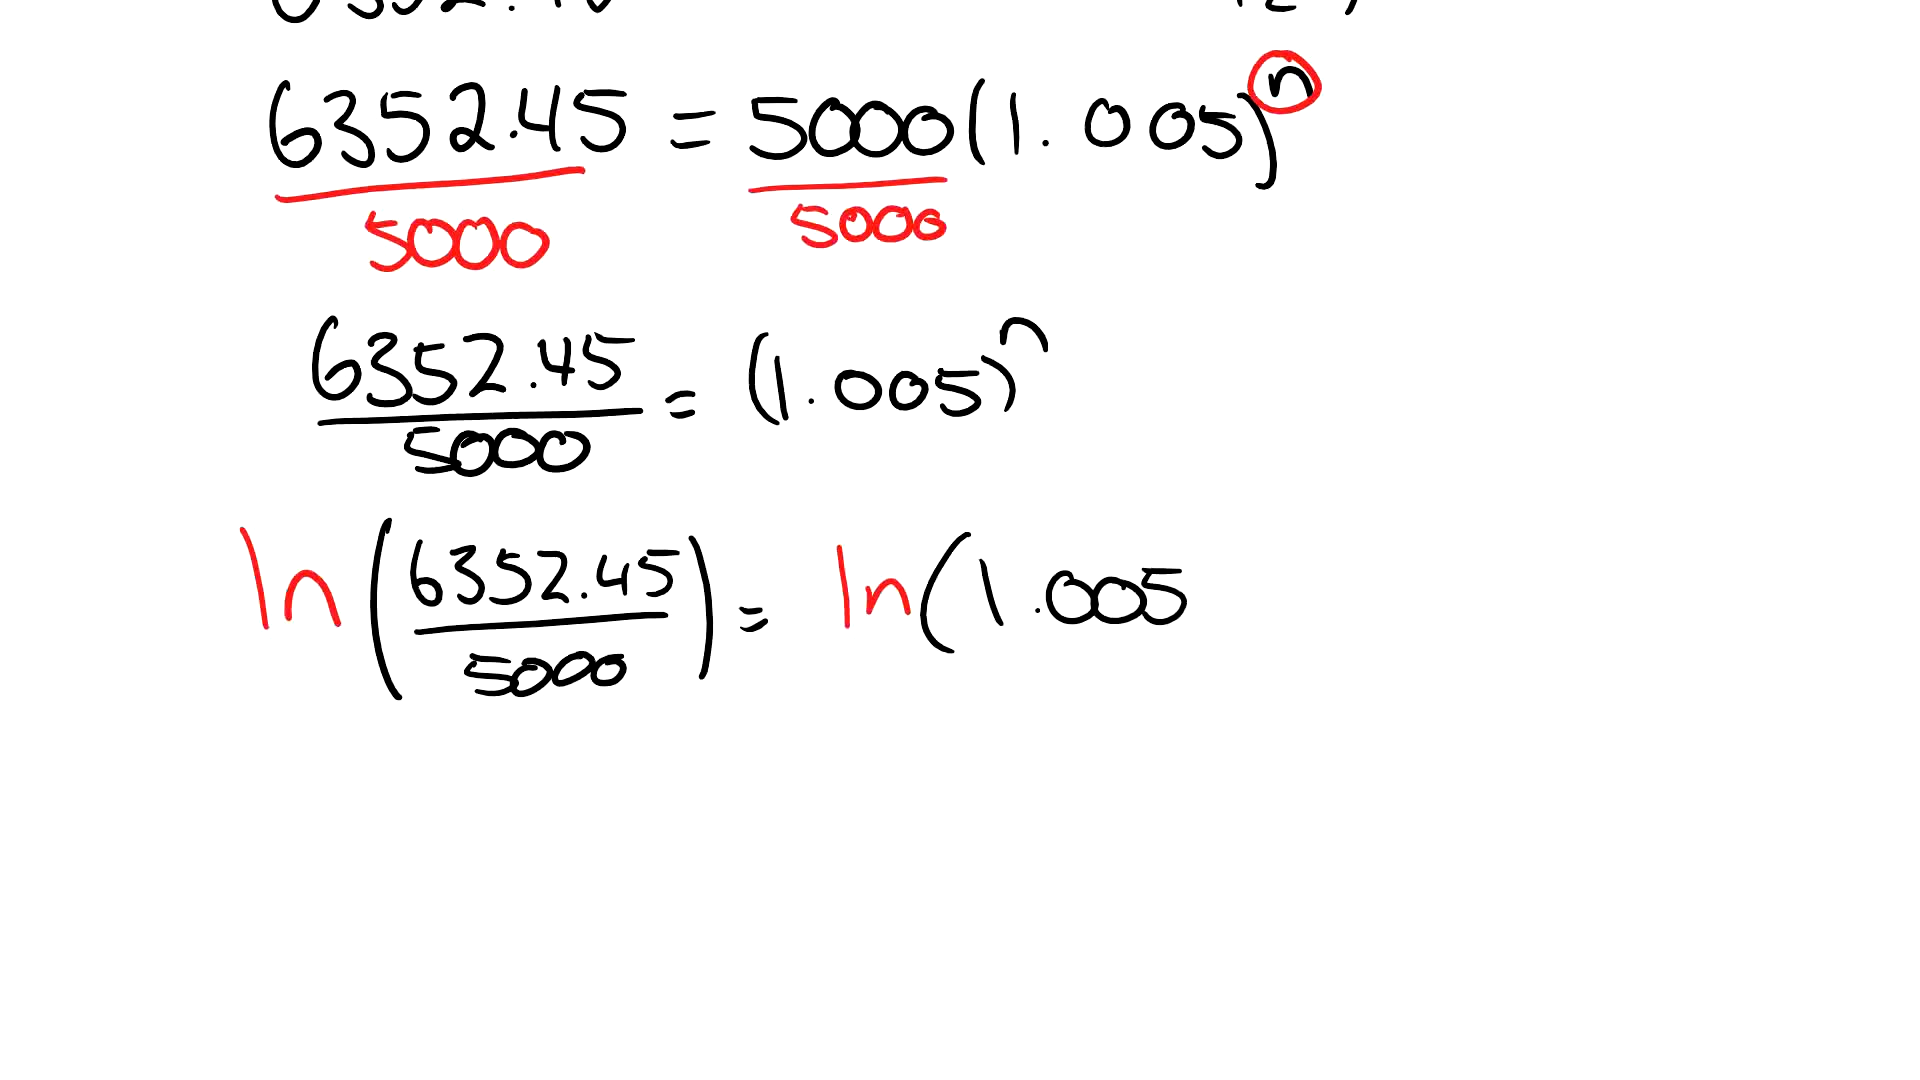 6352.45 = 5000(1.005)^n
5000 5000
6352.45 = (1.005)^n
5000
ln(6352.45 / 5000) = ln(1.005